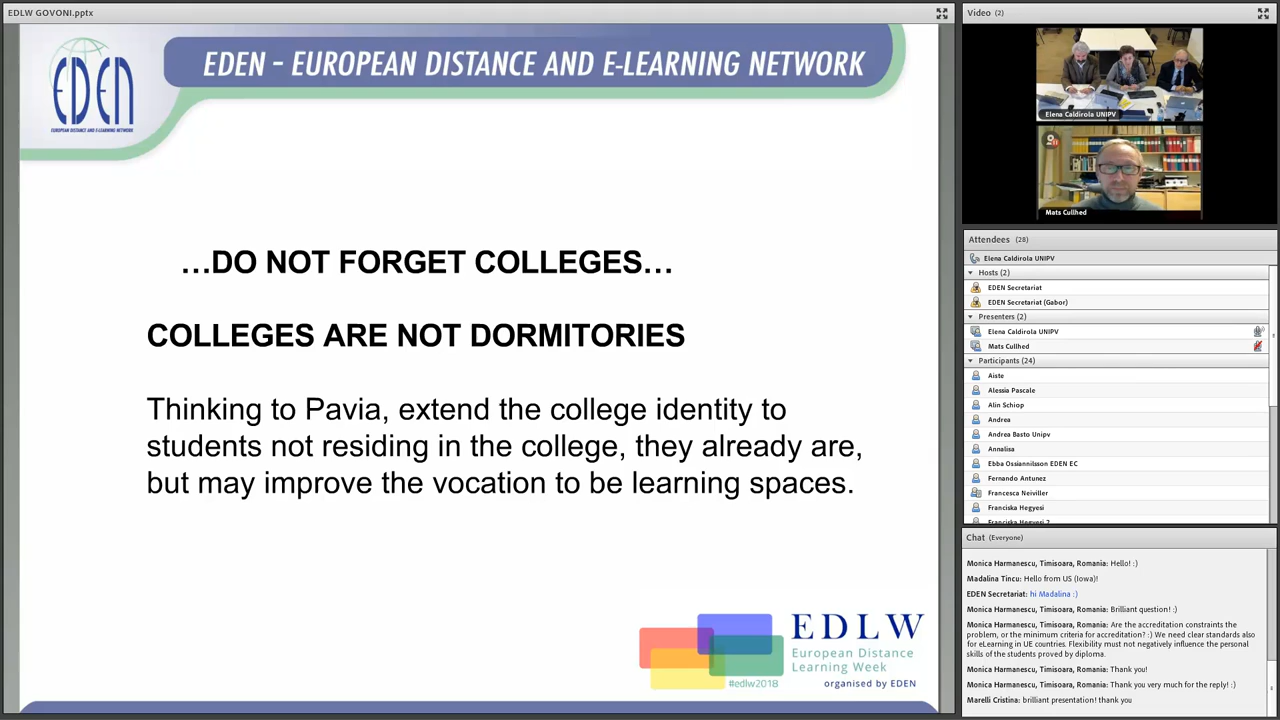 EDLW GOVONI.pptx
EDEN
EUROPEAN DISTANCE AND E-LEARNING NETWORK
EDEN – EUROPEAN DISTANCE AND E-LEARNING NETWORK
…DO NOT FORGET COLLEGES…
COLLEGES ARE NOT DORMITORIES
Thinking to Pavia, extend the college identity to
students not residing in the college, they already are,
but may improve the vocation to be learning spaces.
EDLW
European Distance
Learning Week
#edlw2018
organised by EDEN
Video (2)
Elena Caldirola UNIPV
Mats Cullhed
Attendees (28)
Elena Caldirola UNIPV
Hosts (2)
EDEN Secretariat
EDEN Secretariat (Gabor)
Presenters (2)
Elena Caldirola UNIPV
Mats Cullhed
Participants (24)
Aiste
Alessia Pascale
Alin Schiop
Andrea
Andrea Basto Unipv
Annalisa
Ebba Ossiannilsson EDEN EC
Fernando Antunez
Francesca Neiviller
Franciska Hegyesi
Franciska Hegyesi 2
Chat (Everyone)
Monica Harmanescu, Timisoara, Romania: Hello! :)
Madalina Tincu: Hello from US (Iowa)!
EDEN Secretariat: hi Madalina :)
Monica Harmanescu, Timisoara, Romania: Brilliant question! :)
Monica Harmanescu, Timisoara, Romania: Are the accreditation constraints the
problem, or the minimum criteria for accreditation? :) We need clear standards also
for eLearning in UE countries. Flexibility must not negatively influence the personal
skills of the students proved by diploma.
Monica Harmanescu, Timisoara, Romania: Thank you!
Monica Harmanescu, Timisoara, Romania: Thank you very much for the reply! :)
Marelli Cristina: brilliant presentation! thank you